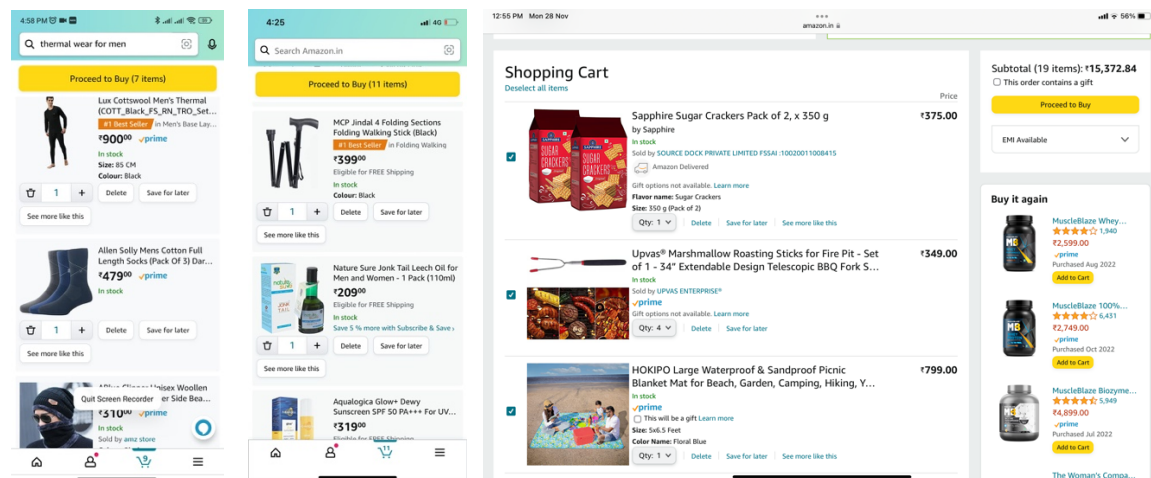 4:58 PM
thermal wear for men
Proceed to Buy (7 items)
Lux Cottswool Men's Thermal
(COTT_Black_FS_RN_TRO_Set...
#1 Best Seller in Men's Base Lay...
₹900⁰⁰ prime
In stock
Size: 85 CM
Colour: Black
1 + Delete Save for later
See more like this
Allen Solly Mens Cotton Full
Length Socks (Pack Of 3) Dar...
₹479⁰⁰ prime
In stock
1 + Delete Save for later
See more like this
Unisex Woollen
Quit Screen Recorder er Side Bea...
₹310⁰⁰ prime
In stock
Sold by amz store
9
4:25 4G
Search Amazon.in
Proceed to Buy (11 items)
MCP Jindal 4 Folding Sections
Folding Walking Stick (Black)
#1 Best Seller in Folding Walking
₹399⁰⁰
Eligible for FREE Shipping
In stock
Colour: Black
1 + Delete Save for later
See more like this
Nature Sure Jonk Tail Leech Oil for
Men and Women - 1 Pack (110ml)
₹209⁰⁰
Eligible for FREE Shipping
In stock
Save 5 % more with Subscribe & Save
1 + Delete Save for later
See more like this
Aqualogica Glow+ Dewy
Sunscreen SPF 50 PA+++ For UV...
₹319⁰⁰
Eligible for FREE Shipping
11
12:55 PM Mon 28 Nov
amazon.in
56%
Shopping Cart
Deselect all items
Price
SAPPHIRE
SUGAR
CRACKERS
SUGAR
CRACKERS
Sapphire Sugar Crackers Pack of 2, x 350 g
₹375.00
by Sapphire
In stock
Sold by SOURCE DOCK PRIVATE LIMITED FSSAI :10020011008415
Amazon Delivered
Gift options not available. Learn more
Flavor name: Sugar Crackers
Size: 350 g (Pack of 2)
Qty: 1 Delete Save for later See more like this
Upvas® Marshmallow Roasting Sticks for Fire Pit - Set
of 1 - 34" Extendable Design Telescopic BBQ Fork S...
₹349.00
In stock
Sold by UPVAS ENTERPRISE®
prime
Gift options not available. Learn more
Qty: 4 Delete Save for later
HOKIPO Large Waterproof & Sandproof Picnic
Blanket Mat for Beach, Garden, Camping, Hiking, Y...
₹799.00
In stock
prime
This will be a gift Learn more
Size: 5x6.5 Feet
Color Name: Floral Blue
Qty: 1 Delete Save for later See more like this
Subtotal (19 items): ₹15,372.84
This order contains a gift
Proceed to Buy
EMI Available
Buy it again
MuscleBlaze Whey...
1,940
₹2,599.00
prime
Purchased Aug 2022
Add to Cart
MuscleBlaze 100%...
6,431
₹2,749.00
prime
Purchased Oct 2022
Add to Cart
MuscleBlaze Biozyme...
5,949
₹4,899.00
prime
Purchased Jul 2022
Add to Cart
The Woman's Compa...